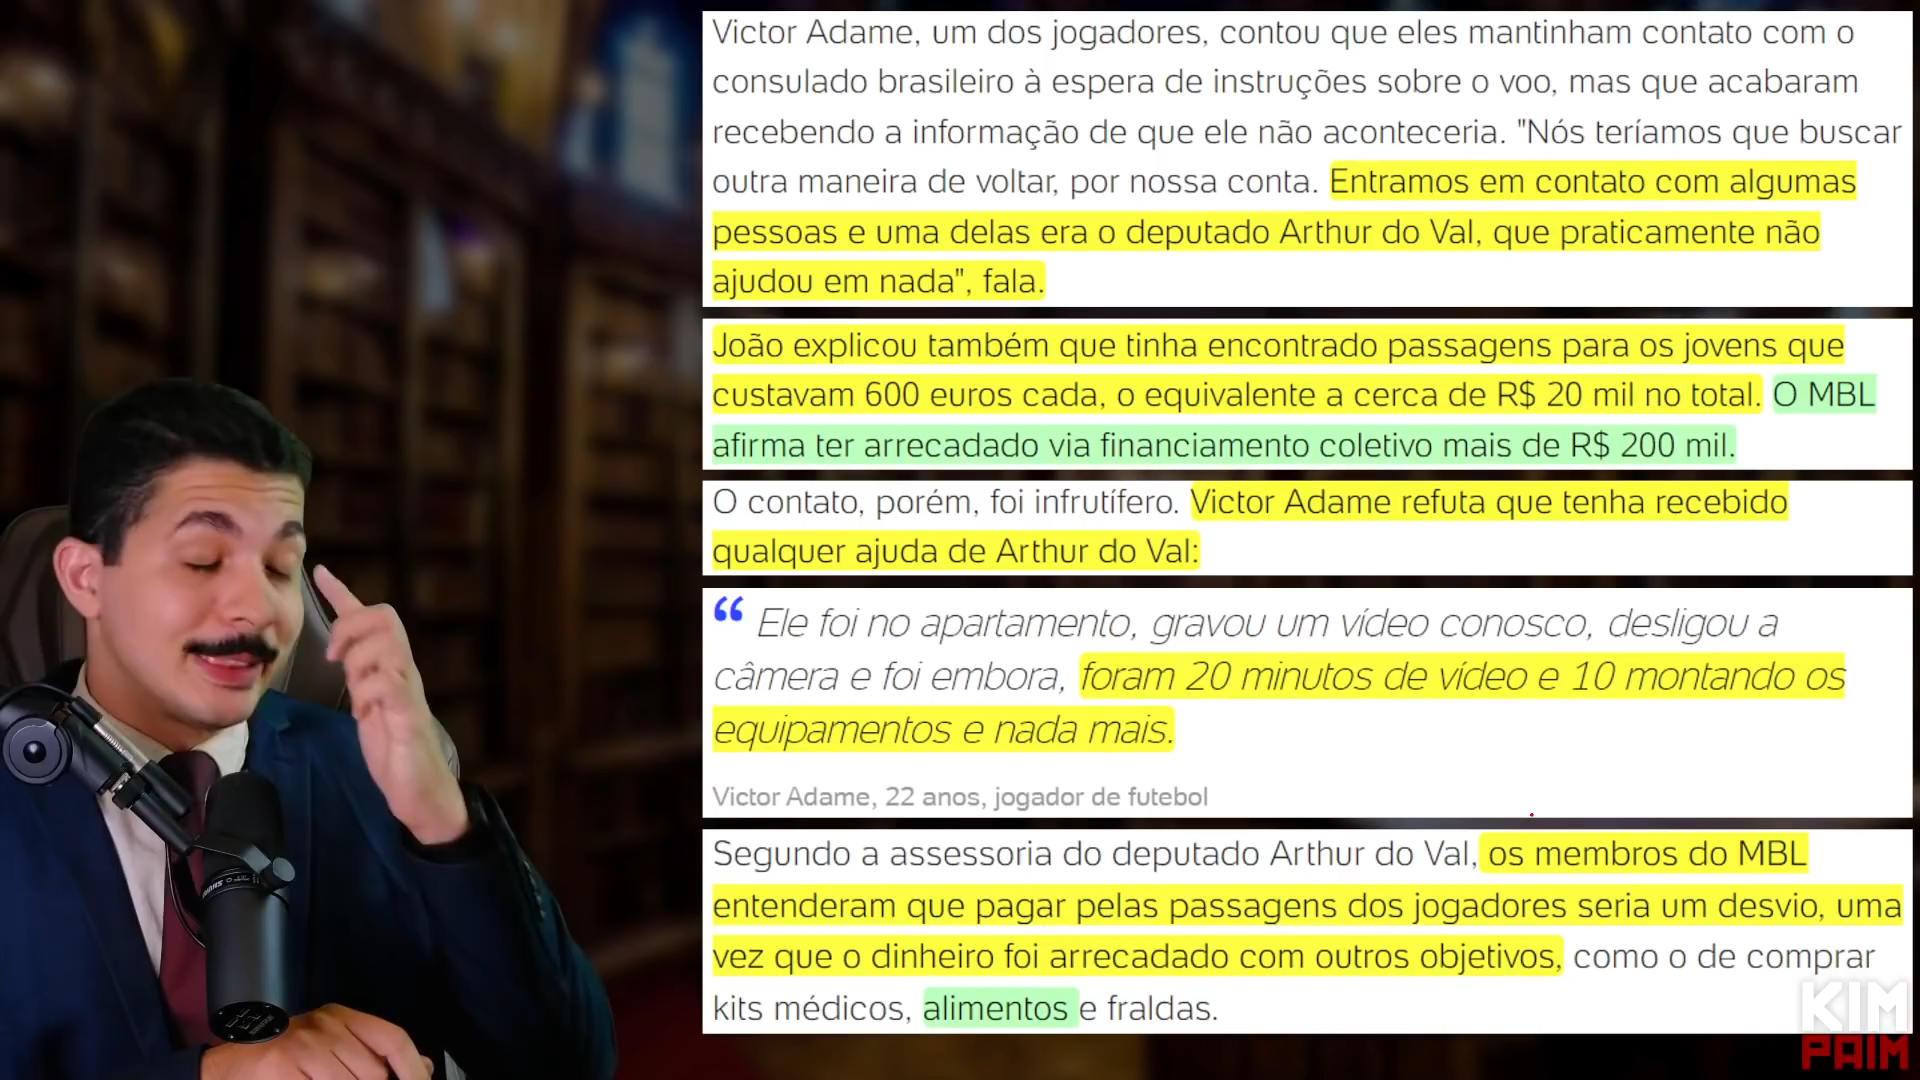 Victor Adame, um dos jogadores, contou que eles mantinham contato com o
consulado brasileiro à espera de instruções sobre o voo, mas que acabaram
recebendo a informação de que ele não aconteceria. "Nós teríamos que buscar
outra maneira de voltar, por nossa conta. Entramos em contato com algumas
pessoas e uma delas era o deputado Arthur do Val, que praticamente não
ajudou em nada", fala.
João explicou também que tinha encontrado passagens para os jovens que
custavam 600 euros cada, o equivalente a cerca de R$ 20 mil no total. O MBL
afirma ter arrecadado via financiamento coletivo mais de R$ 200 mil.
O contato, porém, foi infrutífero. Victor Adame refuta que tenha recebido
qualquer ajuda de Arthur do Val:
“ Ele foi no apartamento, gravou um vídeo conosco, desligou a
câmera e foi embora, foram 20 minutos de vídeo e 10 montando os
equipamentos e nada mais.
Victor Adame, 22 anos, jogador de futebol
Segundo a assessoria do deputado Arthur do Val, os membros do MBL
entenderam que pagar pelas passagens dos jogadores seria um desvio, uma
vez que o dinheiro foi arrecadado com outros objetivos, como o de comprar
kits médicos, alimentos e fraldas.
KIM
PAIM
SHURE